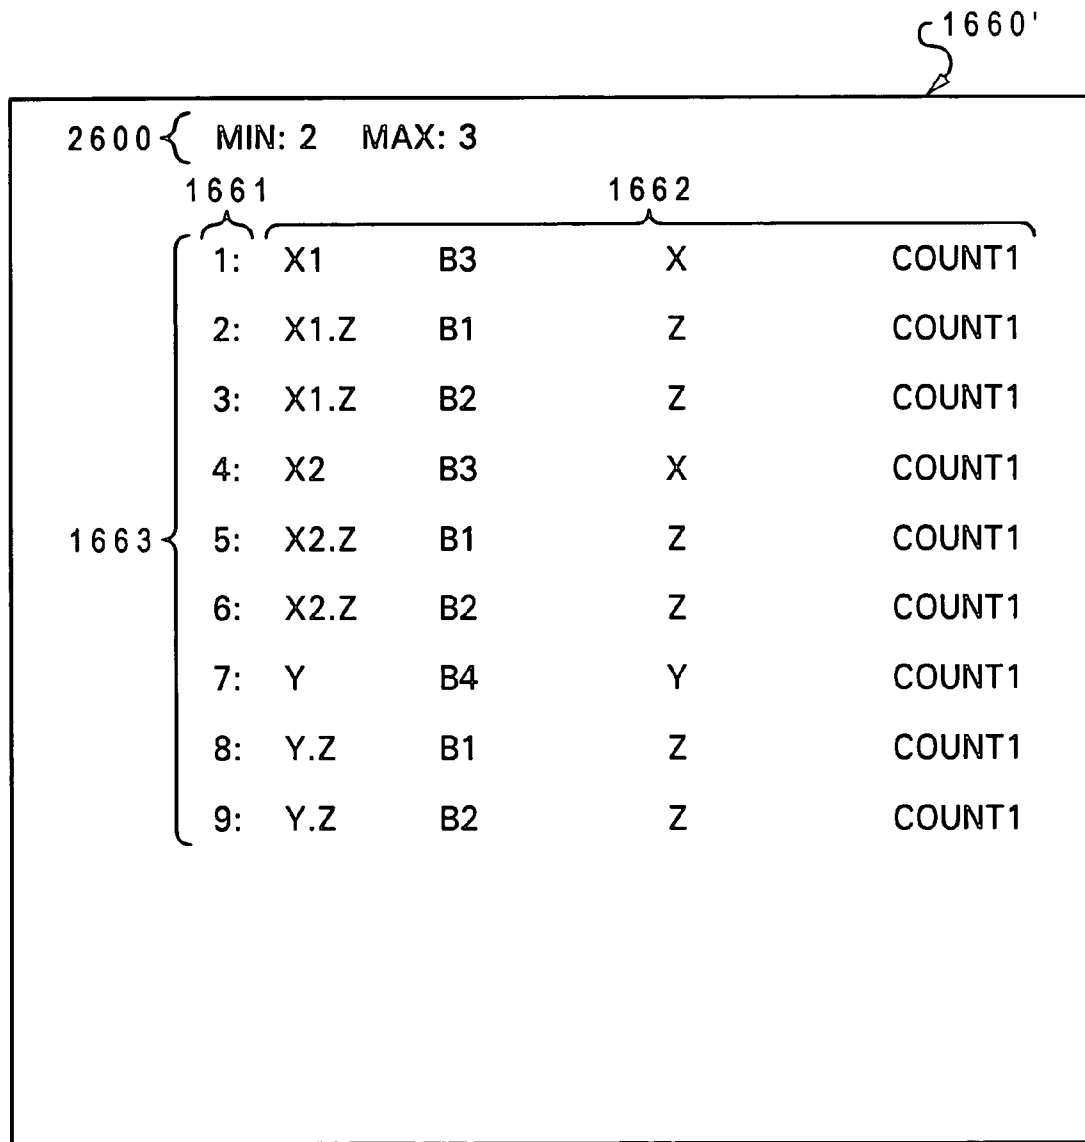 1660'
2600 MIN: 2 MAX: 3
1661 1662
1: X1 B3 X COUNT1
2: X1.Z B1 Z COUNT1
3: X1.Z B2 Z COUNT1
4: X2 B3 X COUNT1
1663 5: X2.Z B1 Z COUNT1
6: X2.Z B2 Z COUNT1
7: Y B4 Y COUNT1
8: Y.Z B1 Z COUNT1
9: Y.Z B2 Z COUNT1